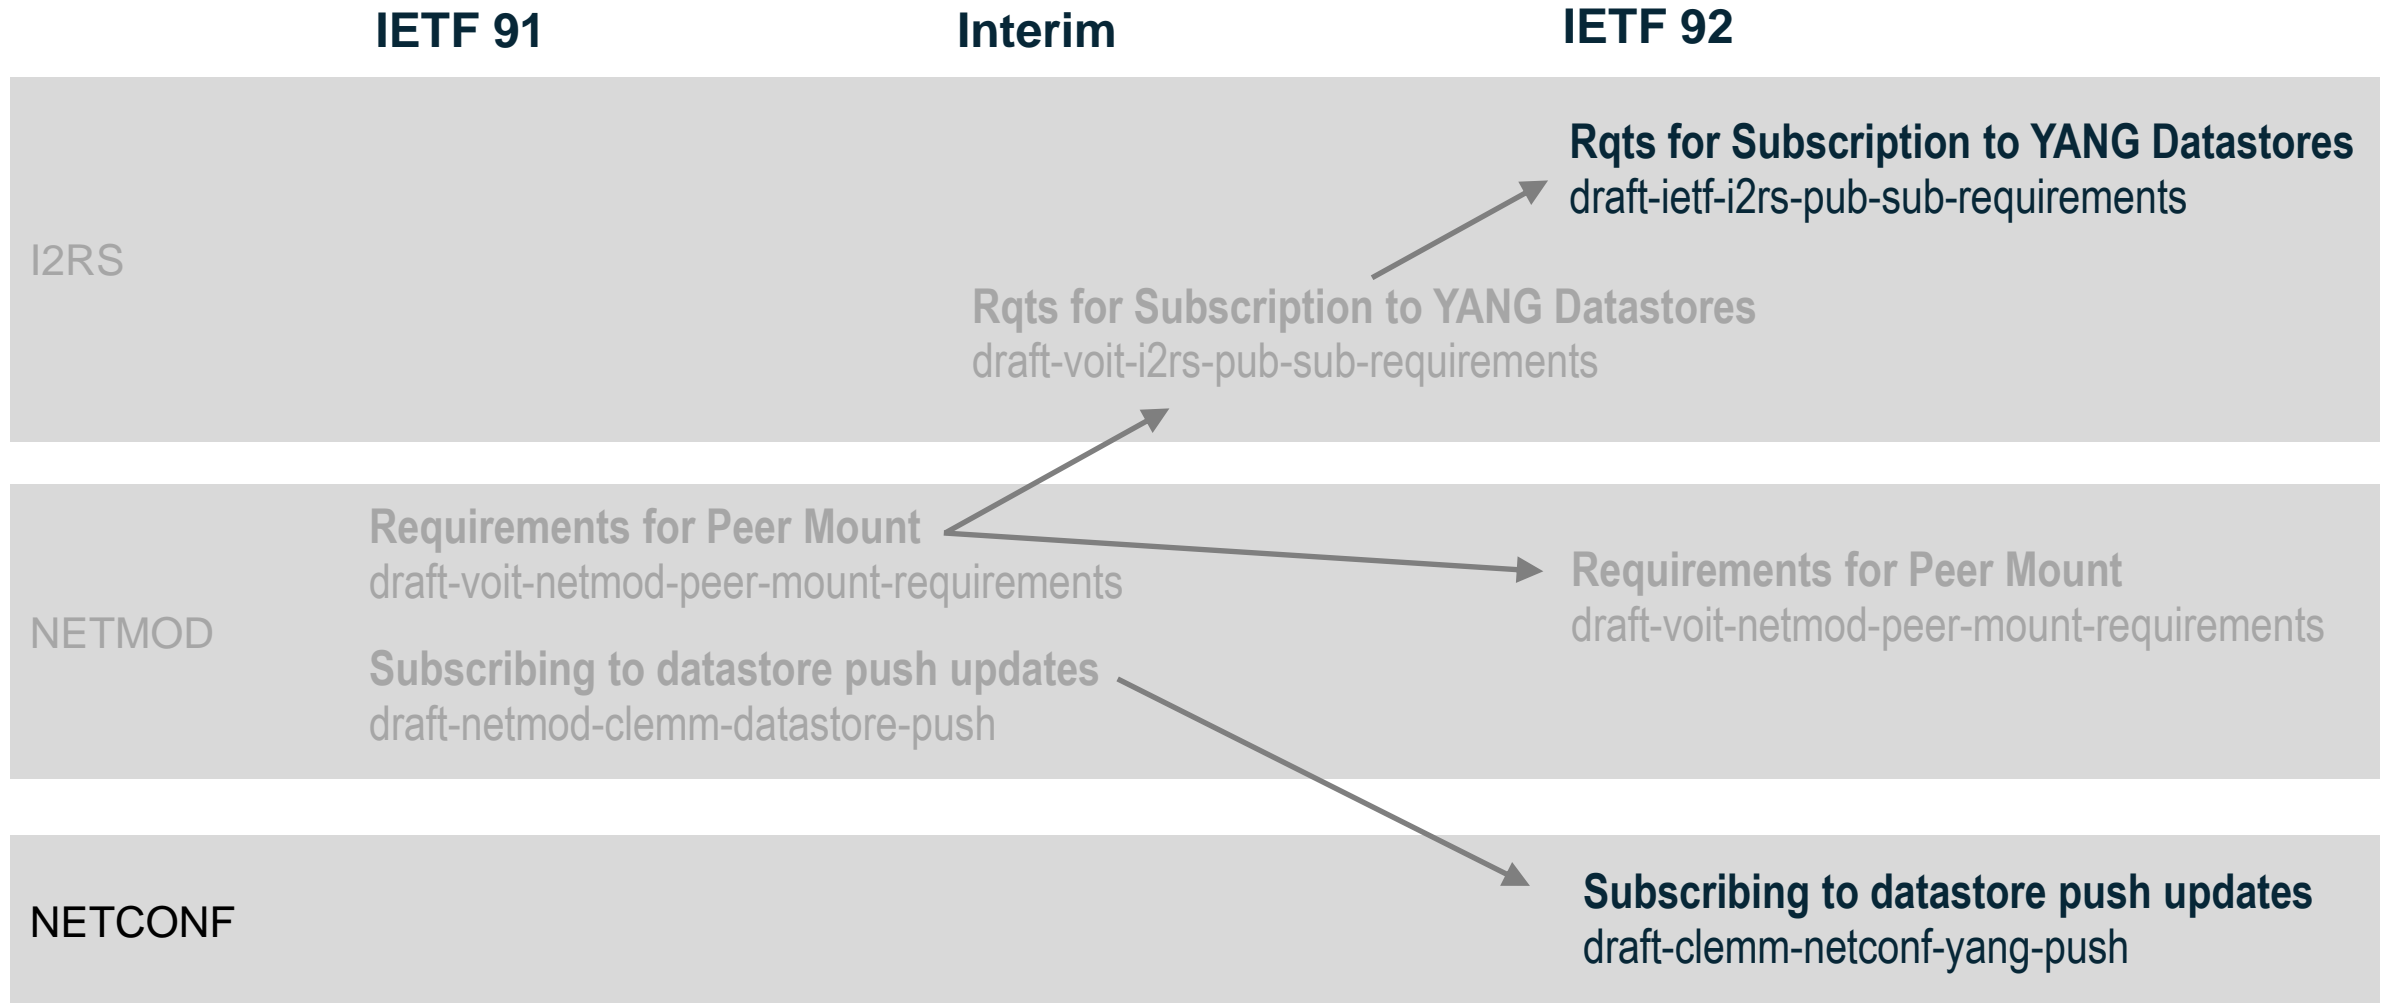 IETF 91
Interim
IETF 92
Rqts for Subscription to YANG Datastores
draft-ietf-i2rs-pub-sub-requirements
I2RS
Rqts for Subscription to YANG Datastores
draft-voit-i2rs-pub-sub-requirements
Requirements for Peer Mount
draft-voit-netmod-peer-mount-requirements
Requirements for Peer Mount
draft-voit-netmod-peer-mount-requirements
NETMOD
Subscribing to datastore push updates
draft-netmod-clemm-datastore-push
NETCONF
Subscribing to datastore push updates
draft-clemm-netconf-yang-push